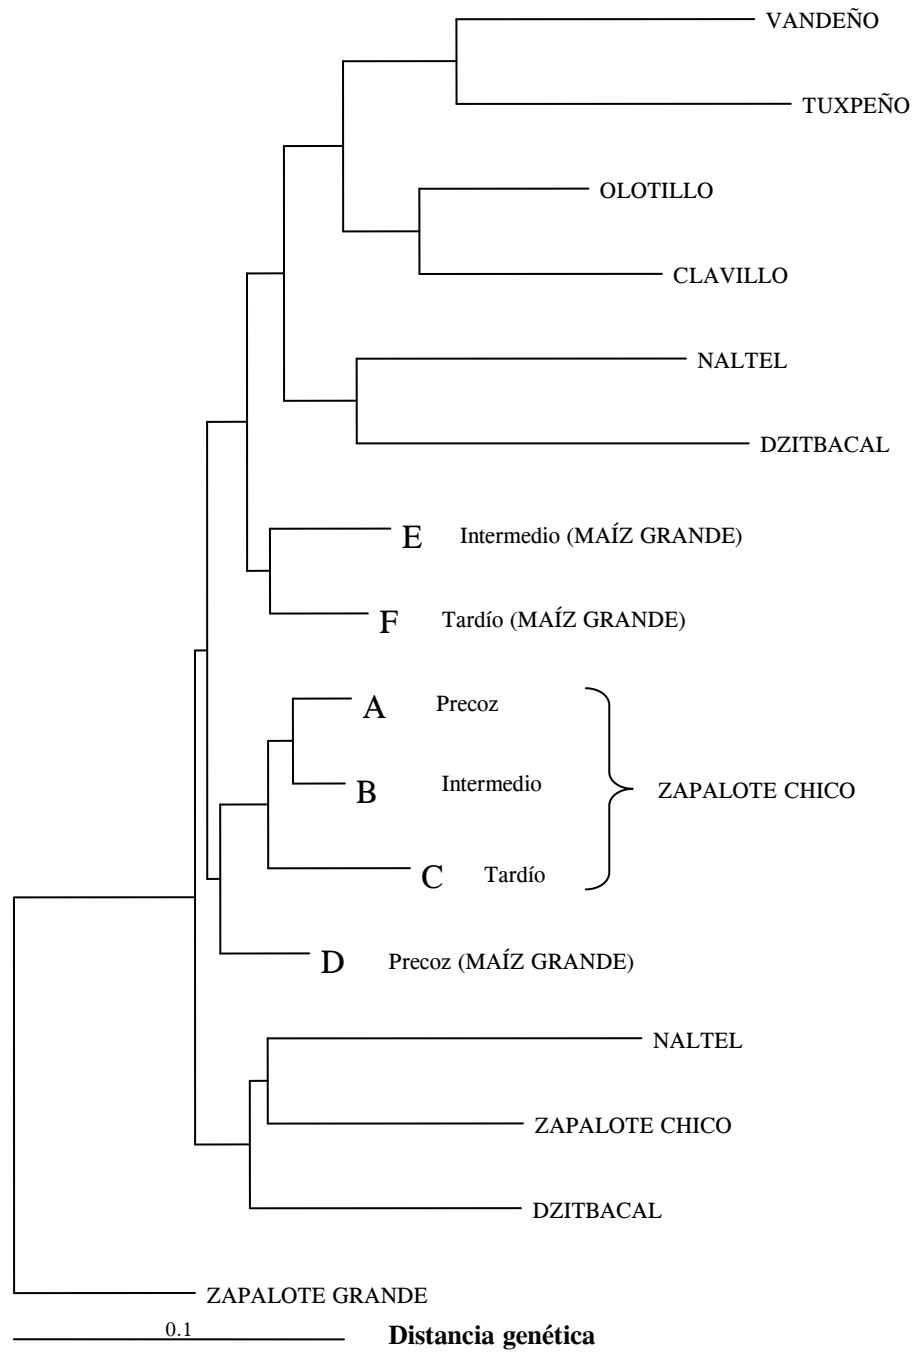 VANDEÑO
TUXPEÑO
OLOTILLO
CLAVILLO
NALTEL
DZITBACAL
E Intermedio (MAÍZ GRANDE)
F Tardío (MAÍZ GRANDE)
A Precoz
B Intermedio
ZAPALOTE CHICO
C Tardío
D Precoz (MAÍZ GRANDE)
NALTEL
ZAPALOTE CHICO
DZITBACAL
ZAPALOTE GRANDE
0.1 Distancia genética